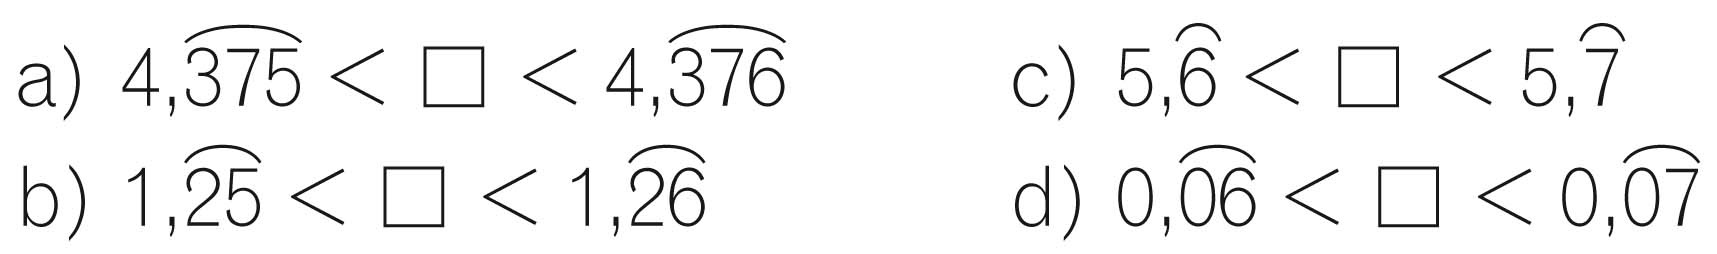 a) 4,͡375 < □ < 4,͡376
b) 1,͡25 < □ < 1,͡26
c) 5,͡6 < □ < 5,͡7
d) 0,͡06 < □ < 0,͡07